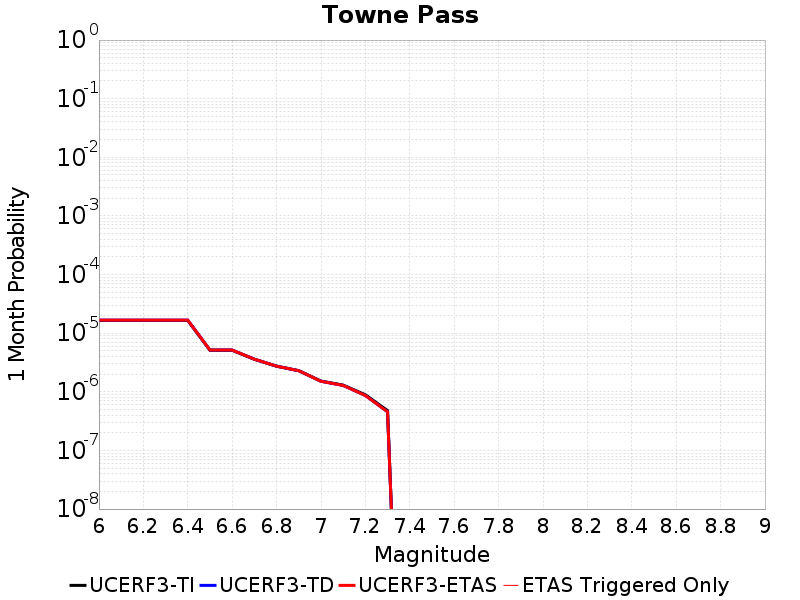 Towne Pass
1 Month Probability
10^0
10^-1
10^-2
10^-3
10^-4
10^-5
10^-6
10^-7
10^-8
6 6.2 6.4 6.6 6.8 7 7.2 7.4 7.6 7.8 8 8.2 8.4 8.6 8.8 9
Magnitude
UCERF3-TI UCERF3-TD UCERF3-ETAS ETAS Triggered Only